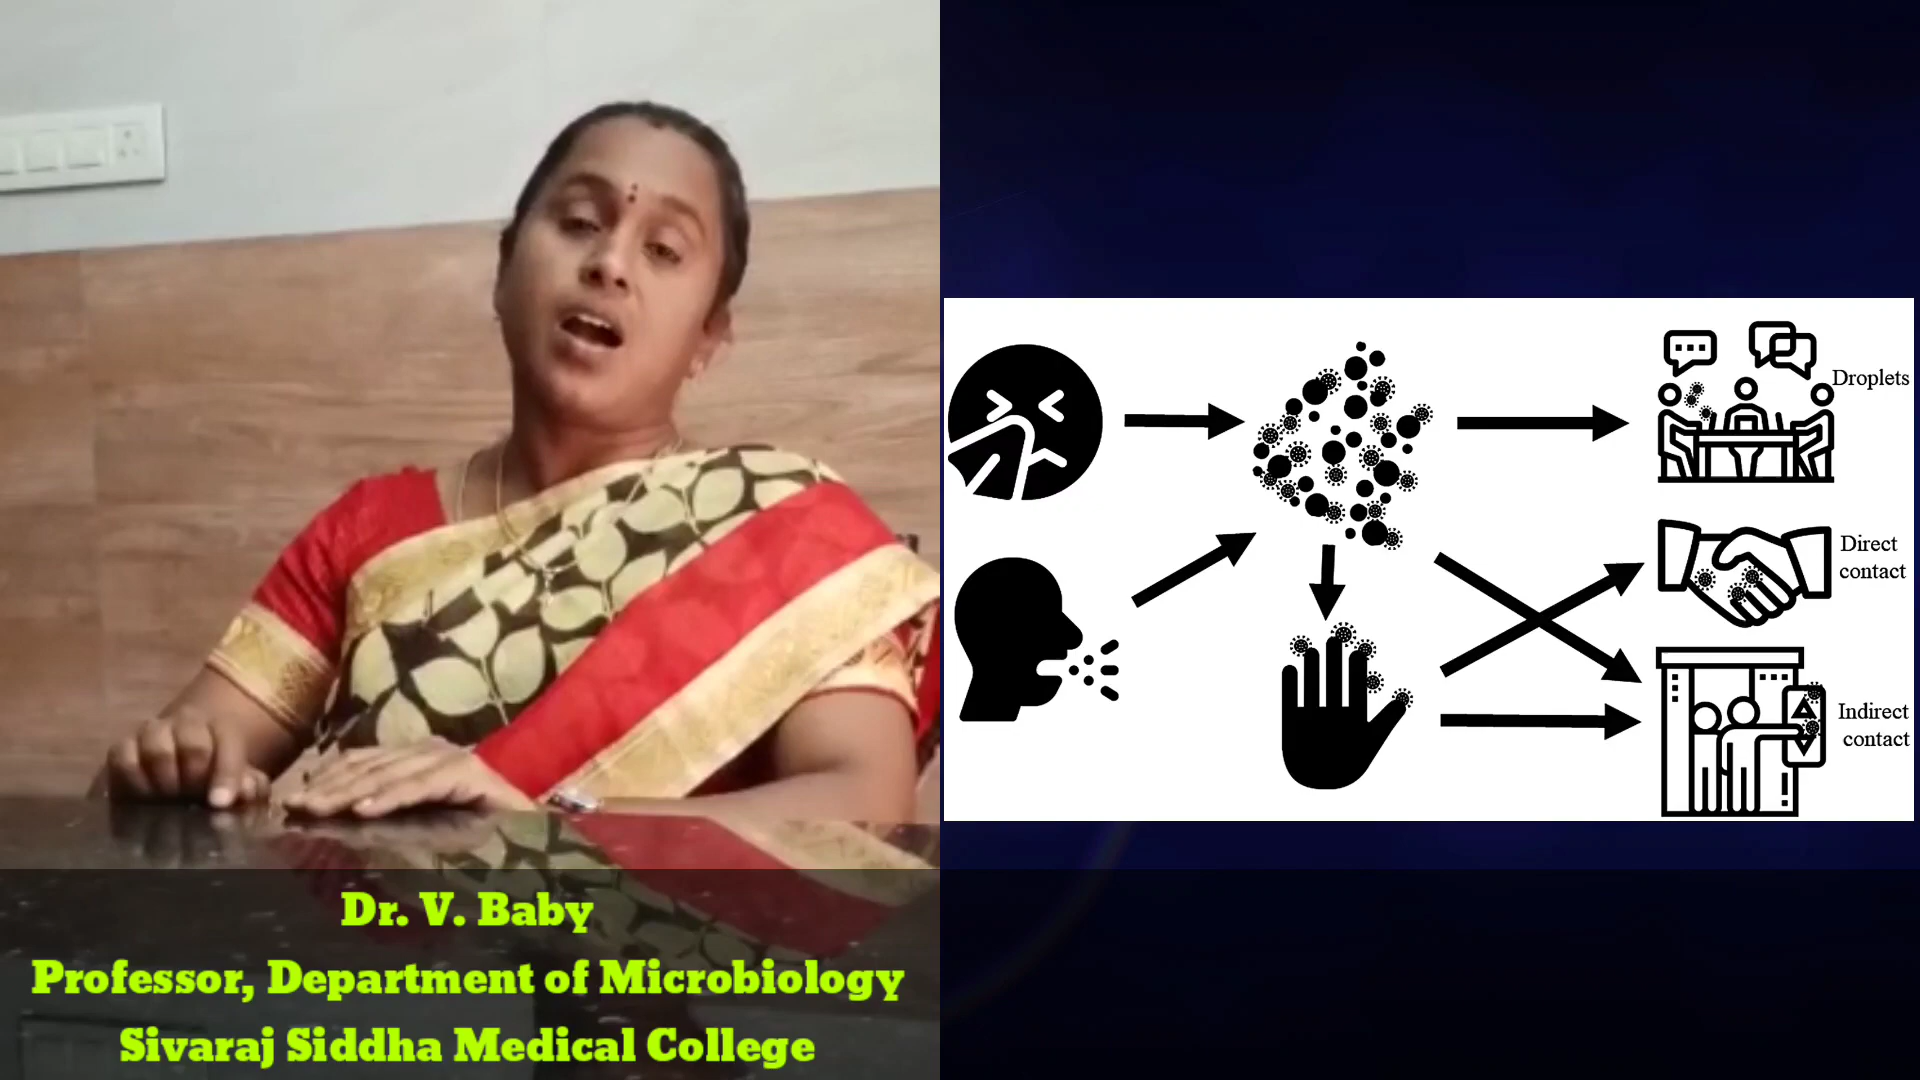 Dr. V. Baby
Professor, Department of Microbiology
Sivaraj Siddha Medical College
Droplets
Direct
contact
Indirect
contact